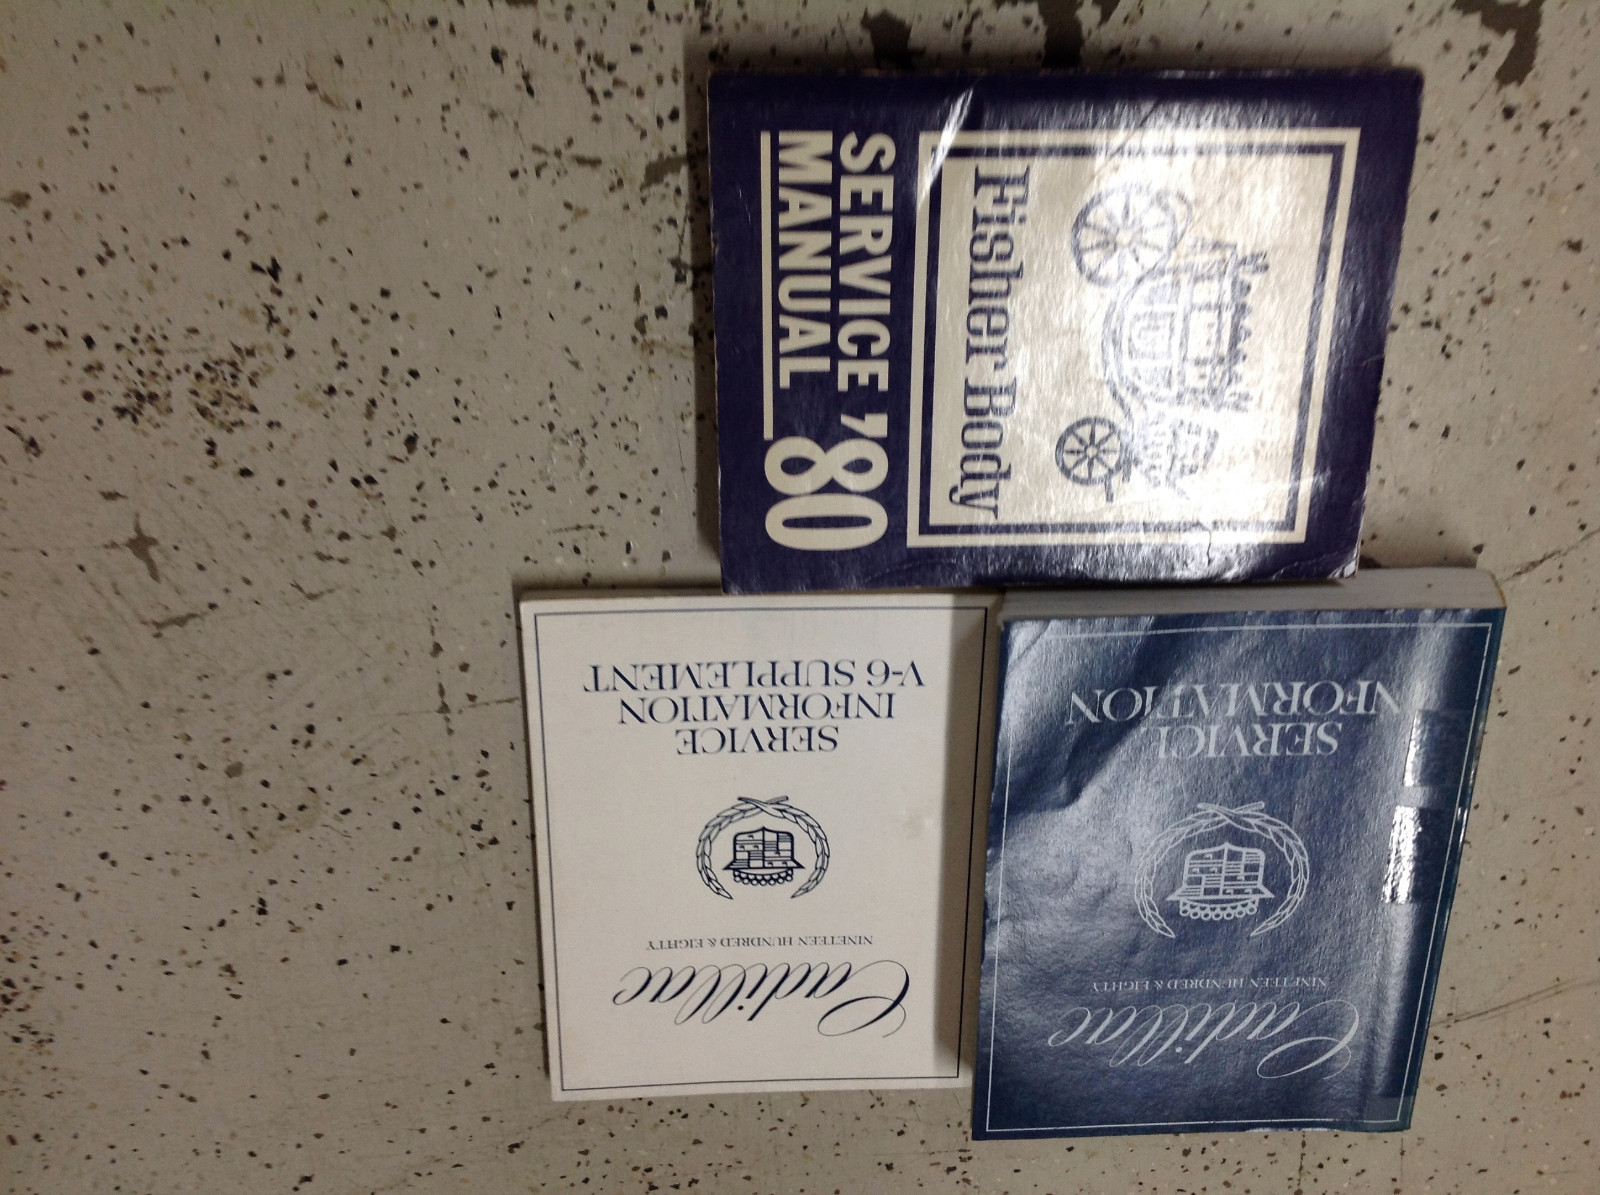 Fisher Body
SERVICE '80
MANUAL
Cadillac
NINETEEN HUNDRED & EIGHTY
SERVICE
INFORMATION
V-6 SUPPLEMENT
Cadillac
NINETEEN HUNDRED & EIGHTY
SERVICE
INFORMATION